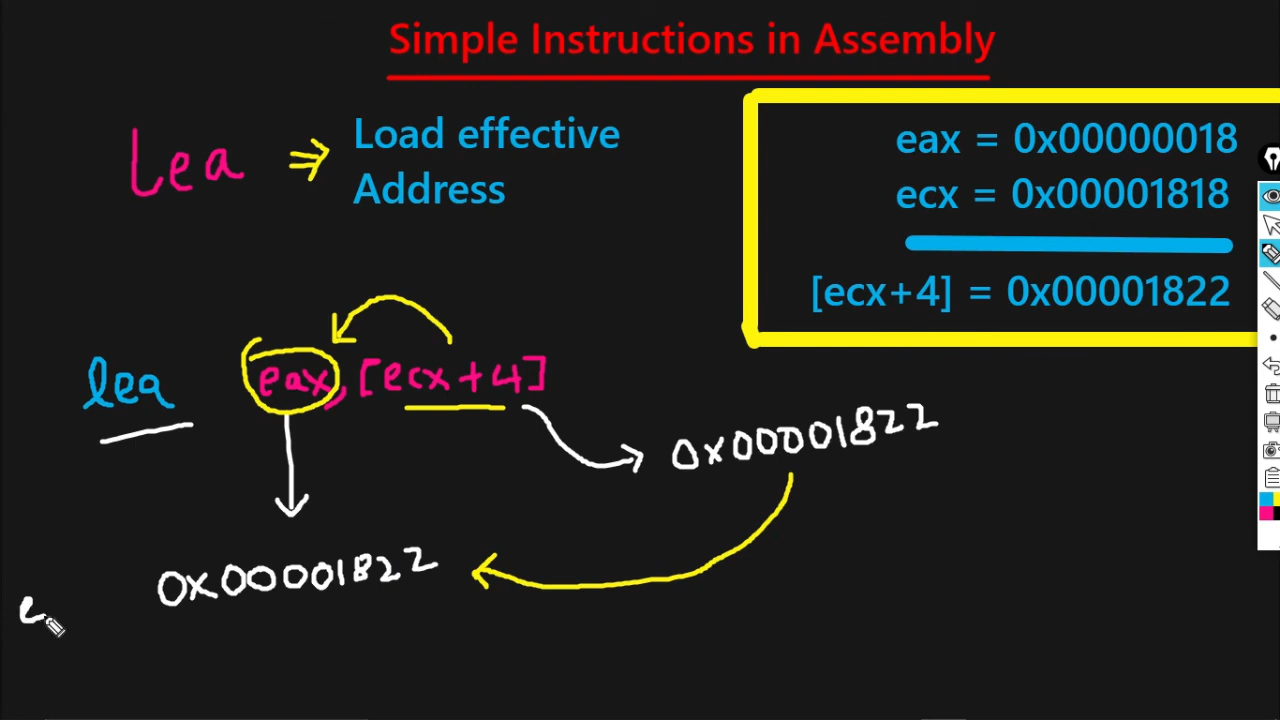 Simple Instructions in Assembly
lea ⇒ Load effective
Address
eax = 0x00000018
ecx = 0x00001818
[ecx+4] = 0x00001822
lea eax, [ecx+4]
0x00001822
0x00001822
e